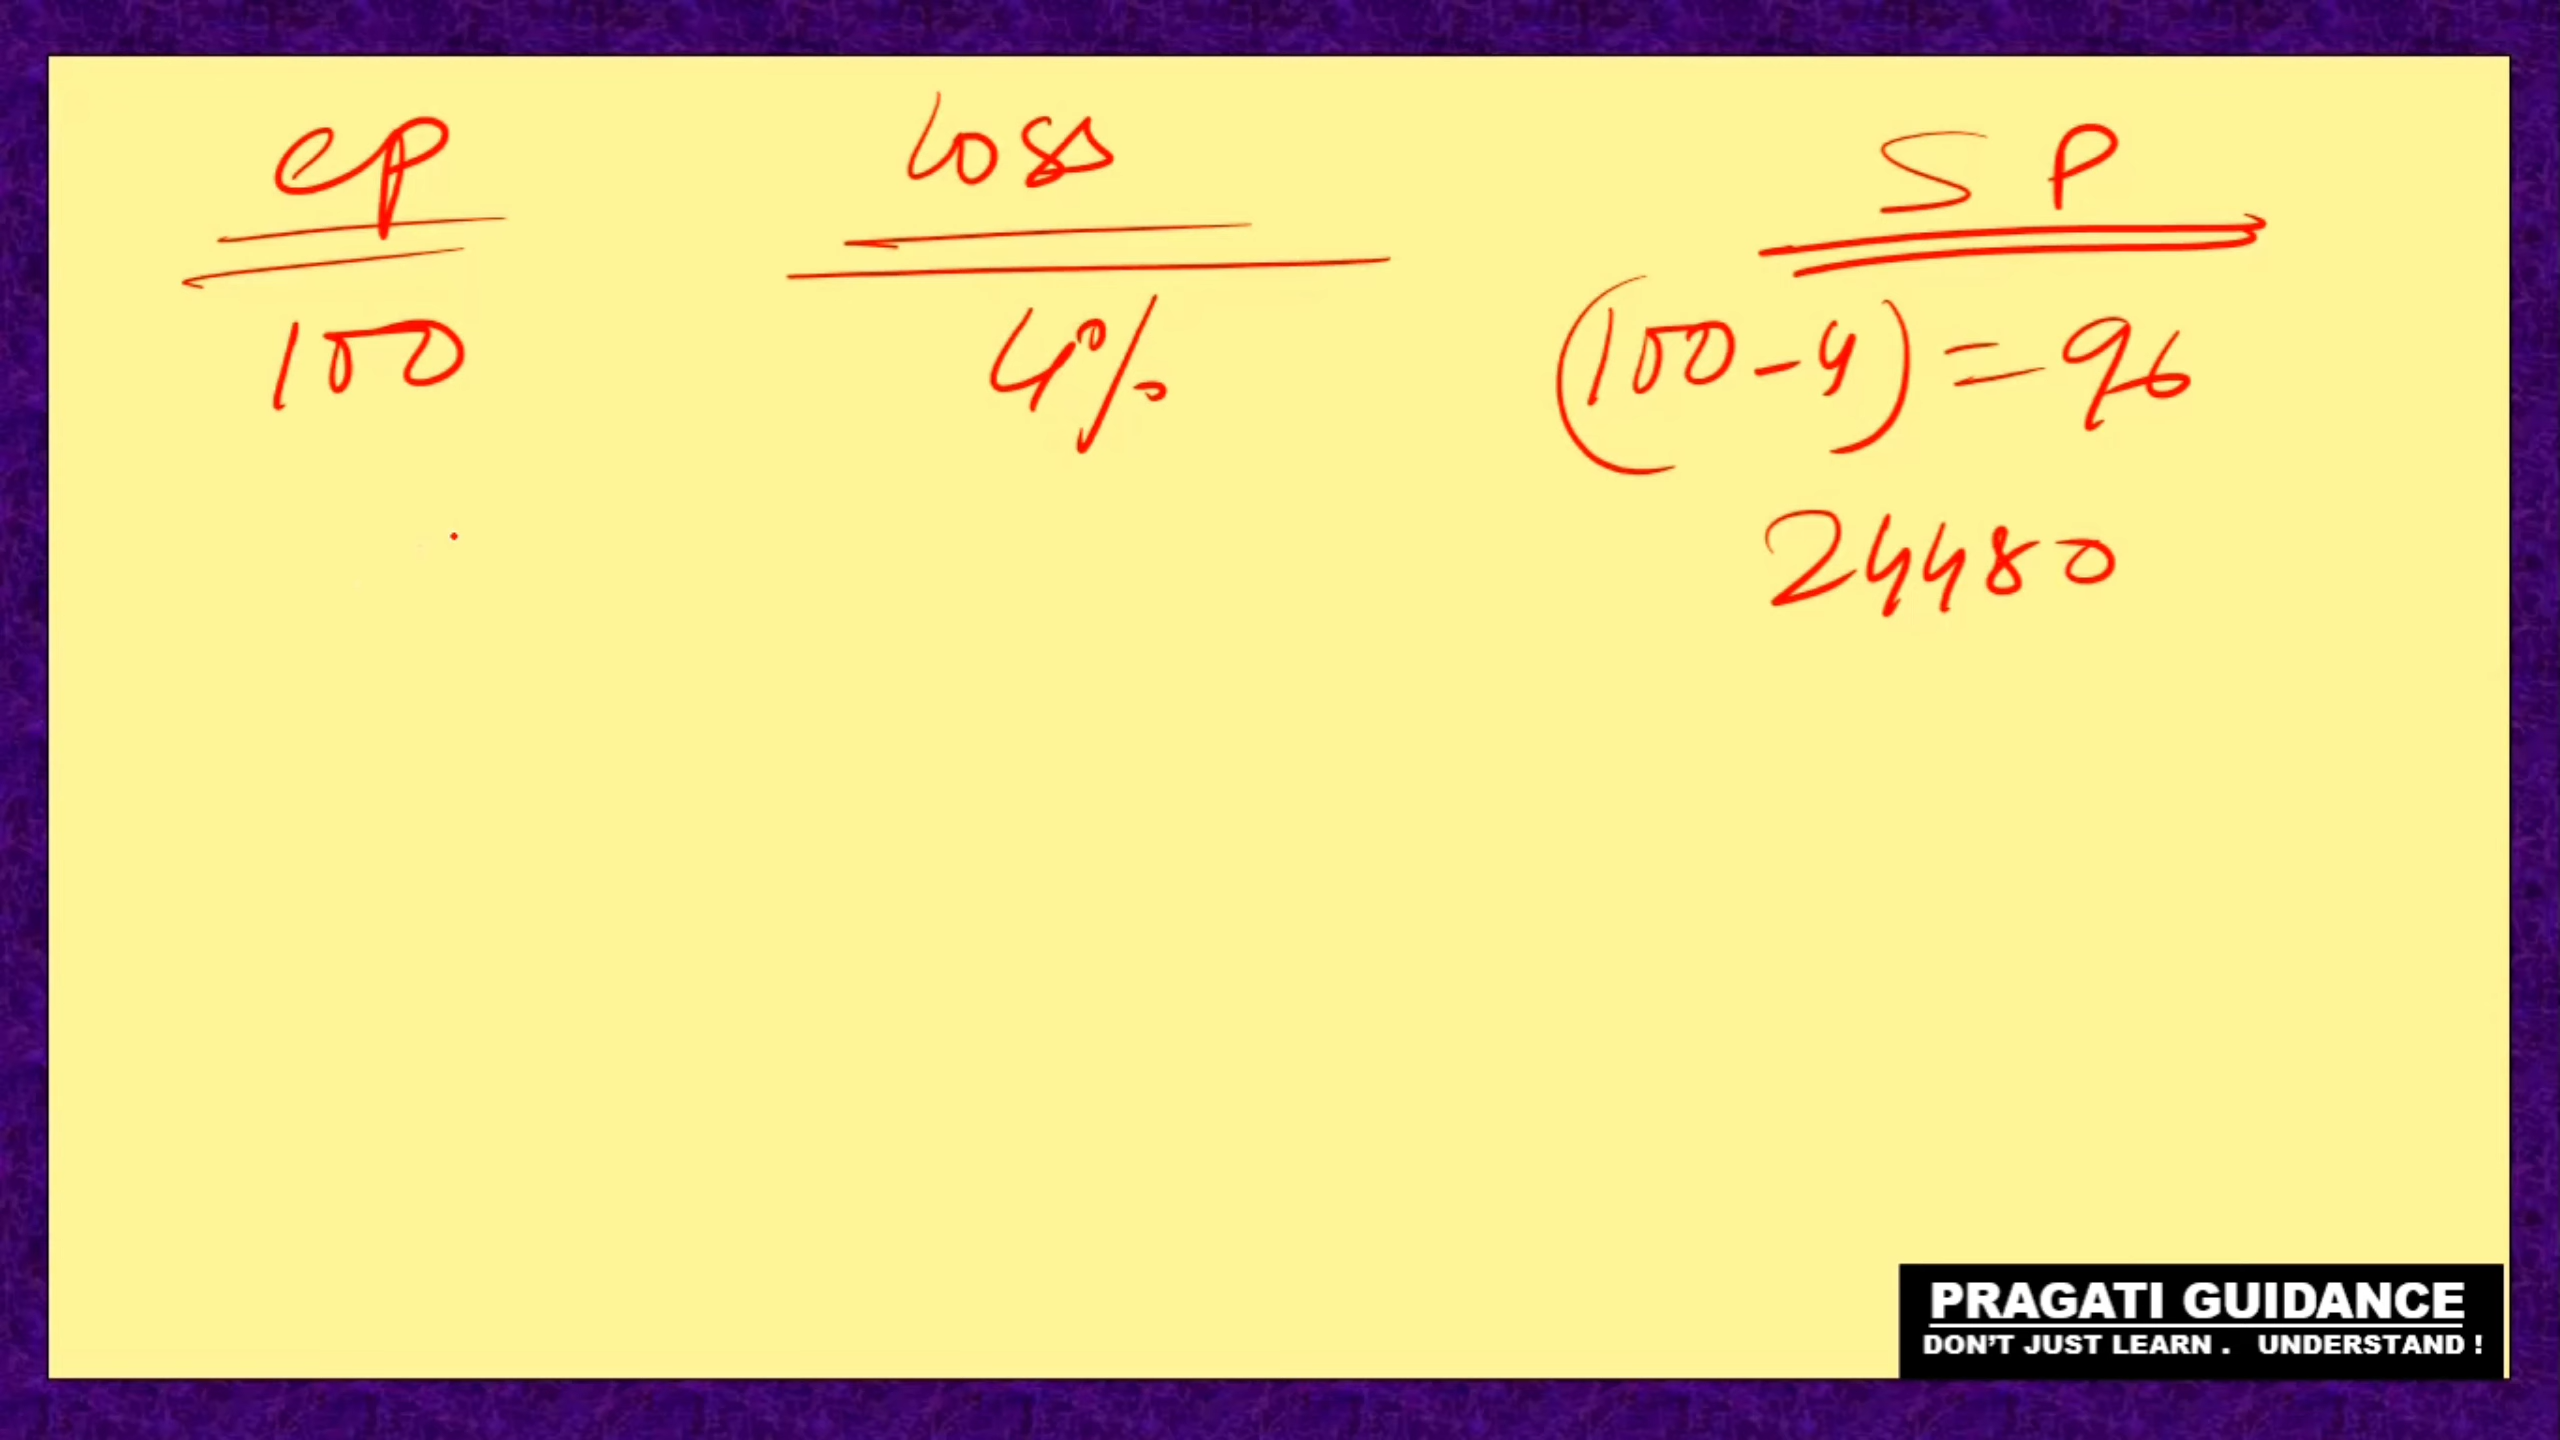 CP loss SP
100 4% (100-4) = 96
24480
PRAGATI GUIDANCE
DON'T JUST LEARN. UNDERSTAND!